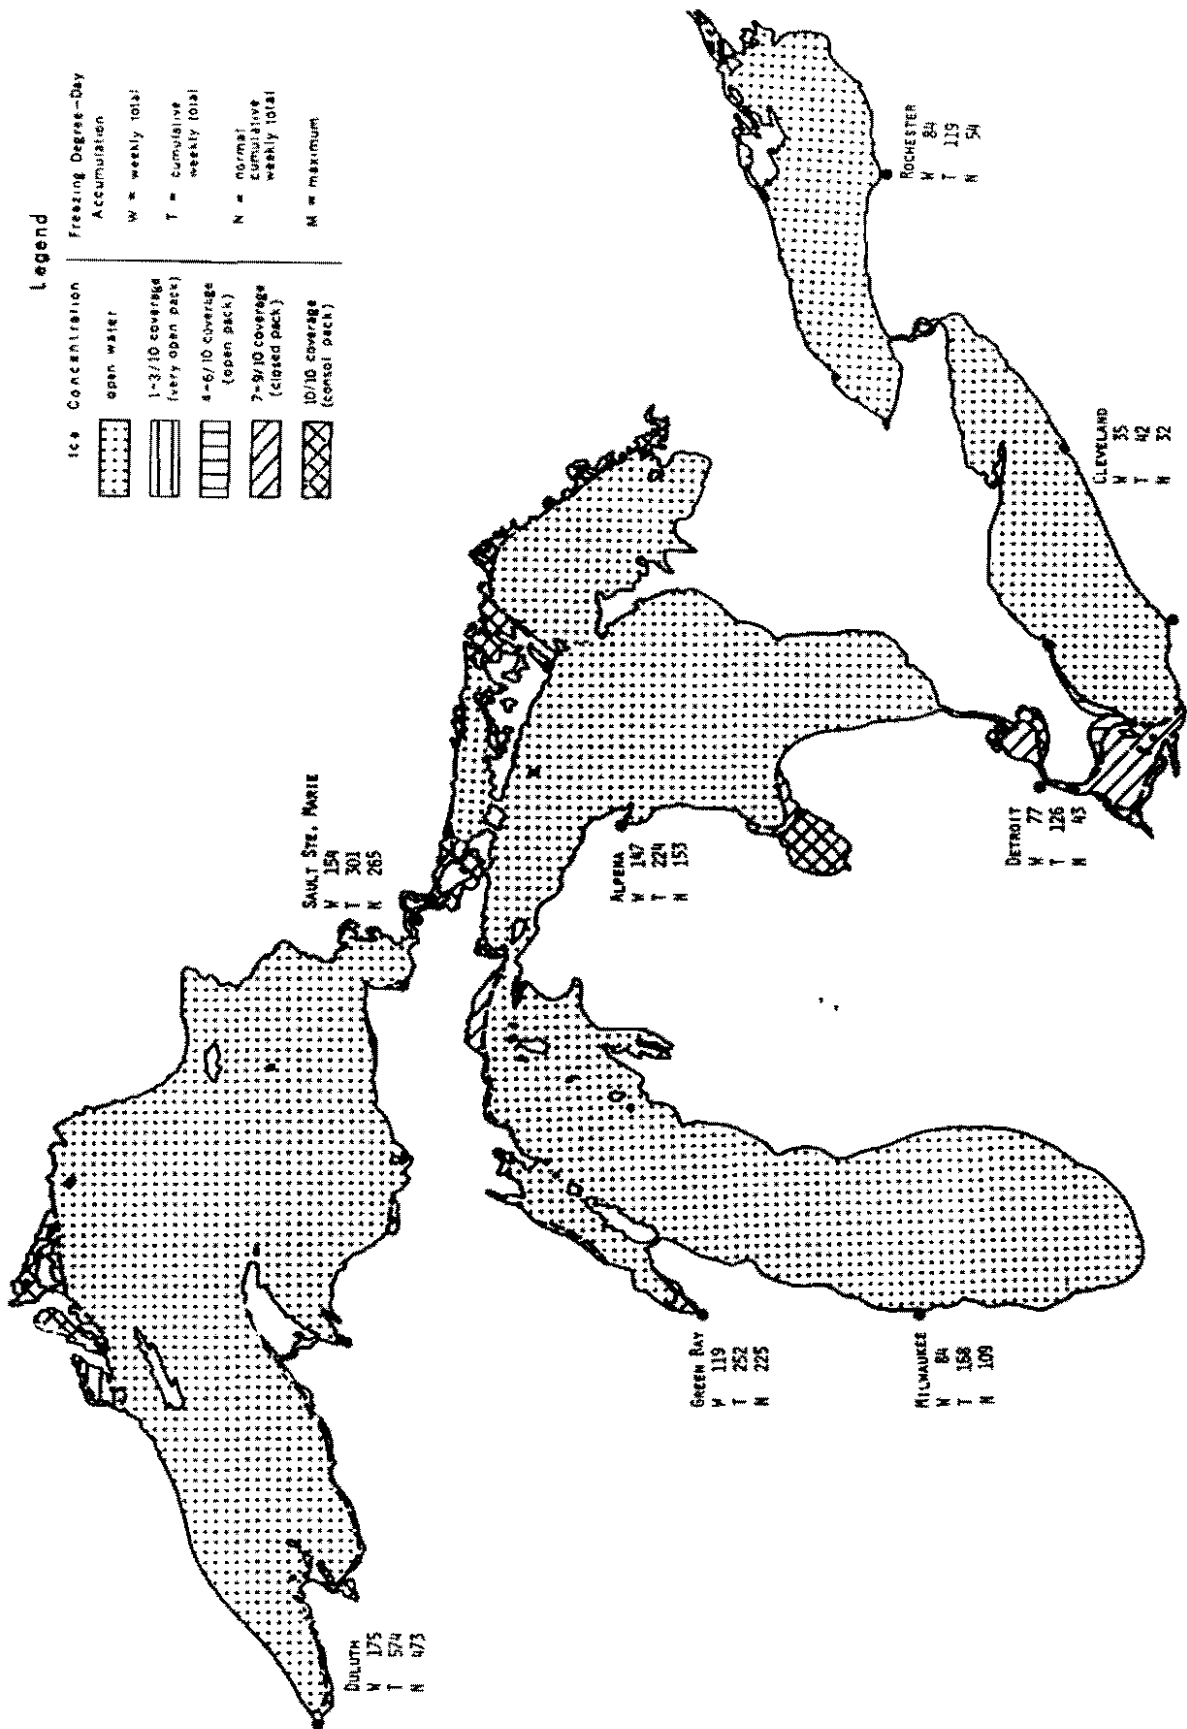 Legend
Ice Concentration
open water
1-3/10 coverage
(very open pack)
4-6/10 coverage
(open pack)
7-9/10 coverage
(closed pack)
10/10 coverage
(consol pack)
Freezing Degree-Day
Accumulation
W = weekly total
T = cumulative
weekly total
N = normal
cumulative
weekly total
M = maximum
DULUTH
W 175
T 574
N 473
SAULT STE. MARIE
W 154
T 301
N 265
GREEN BAY
W 119
T 252
N 225
MILWAUKEE
W 84
T 168
N 109
ALPENA
W 147
T 224
N 153
DETROIT
W 77
T 126
N 43
CLEVELAND
W 35
T 42
N 32
ROCHESTER
W 84
T 119
N 54